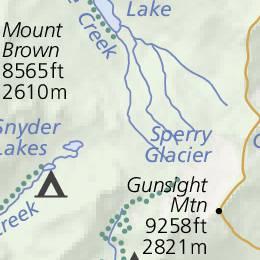 Lake
Mount
Brown
8565ft
2610m
Creek
Snyder
Lakes
Sperry
Glacier
Gunsight
Mtn
9258ft
2821m
Creek